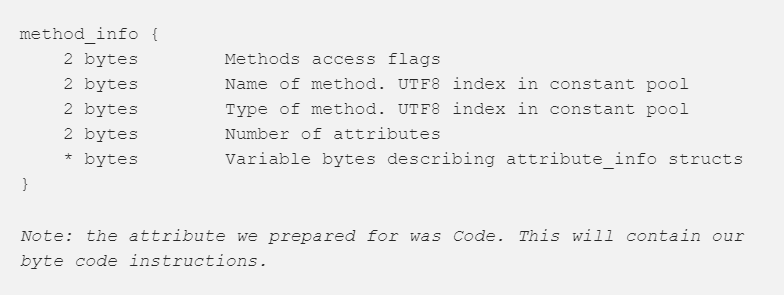 method_info {
2 bytes Methods access flags
2 bytes Name of method. UTF8 index in constant pool
2 bytes Type of method. UTF8 index in constant pool
2 bytes Number of attributes
* bytes Variable bytes describing attribute_info structs
}
Note: the attribute we prepared for was Code. This will contain our
byte code instructions.